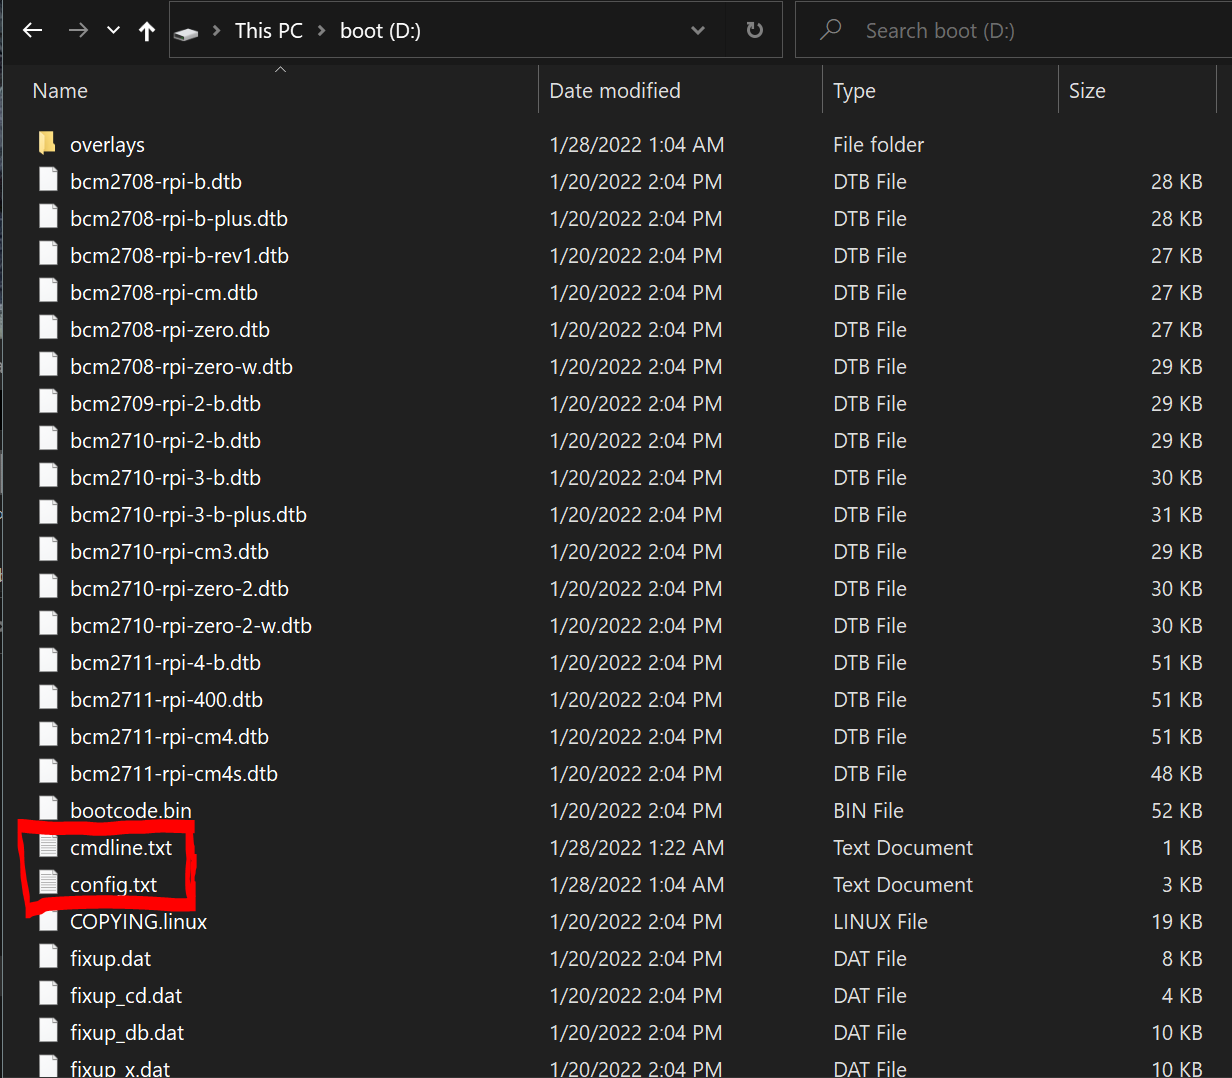 This PC > boot (D:) Search boot (D:)
Name Date modified Type Size
overlays 1/28/2022 1:04 AM File folder
bcm2708-rpi-b.dtb 1/20/2022 2:04 PM DTB File 28 KB
bcm2708-rpi-b-plus.dtb 1/20/2022 2:04 PM DTB File 28 KB
bcm2708-rpi-b-rev1.dtb 1/20/2022 2:04 PM DTB File 27 KB
bcm2708-rpi-cm.dtb 1/20/2022 2:04 PM DTB File 27 KB
bcm2708-rpi-zero.dtb 1/20/2022 2:04 PM DTB File 27 KB
bcm2708-rpi-zero-w.dtb 1/20/2022 2:04 PM DTB File 29 KB
bcm2709-rpi-2-b.dtb 1/20/2022 2:04 PM DTB File 29 KB
bcm2710-rpi-2-b.dtb 1/20/2022 2:04 PM DTB File 29 KB
bcm2710-rpi-3-b.dtb 1/20/2022 2:04 PM DTB File 30 KB
bcm2710-rpi-3-b-plus.dtb 1/20/2022 2:04 PM DTB File 31 KB
bcm2710-rpi-cm3.dtb 1/20/2022 2:04 PM DTB File 29 KB
bcm2710-rpi-zero-2.dtb 1/20/2022 2:04 PM DTB File 30 KB
bcm2710-rpi-zero-2-w.dtb 1/20/2022 2:04 PM DTB File 30 KB
bcm2711-rpi-4-b.dtb 1/20/2022 2:04 PM DTB File 51 KB
bcm2711-rpi-400.dtb 1/20/2022 2:04 PM DTB File 51 KB
bcm2711-rpi-cm4.dtb 1/20/2022 2:04 PM DTB File 51 KB
bcm2711-rpi-cm4s.dtb 1/20/2022 2:04 PM DTB File 48 KB
bootcode.bin 1/20/2022 2:04 PM BIN File 52 KB
cmdline.txt 1/28/2022 1:22 AM Text Document 1 KB
config.txt 1/28/2022 1:04 AM Text Document 3 KB
COPYING.linux 1/20/2022 2:04 PM LINUX File 19 KB
fixup.dat 1/20/2022 2:04 PM DAT File 8 KB
fixup_cd.dat 1/20/2022 2:04 PM DAT File 4 KB
fixup_db.dat 1/20/2022 2:04 PM DAT File 10 KB
fixup_x.dat 1/20/2022 2:04 PM DAT File 10 KB